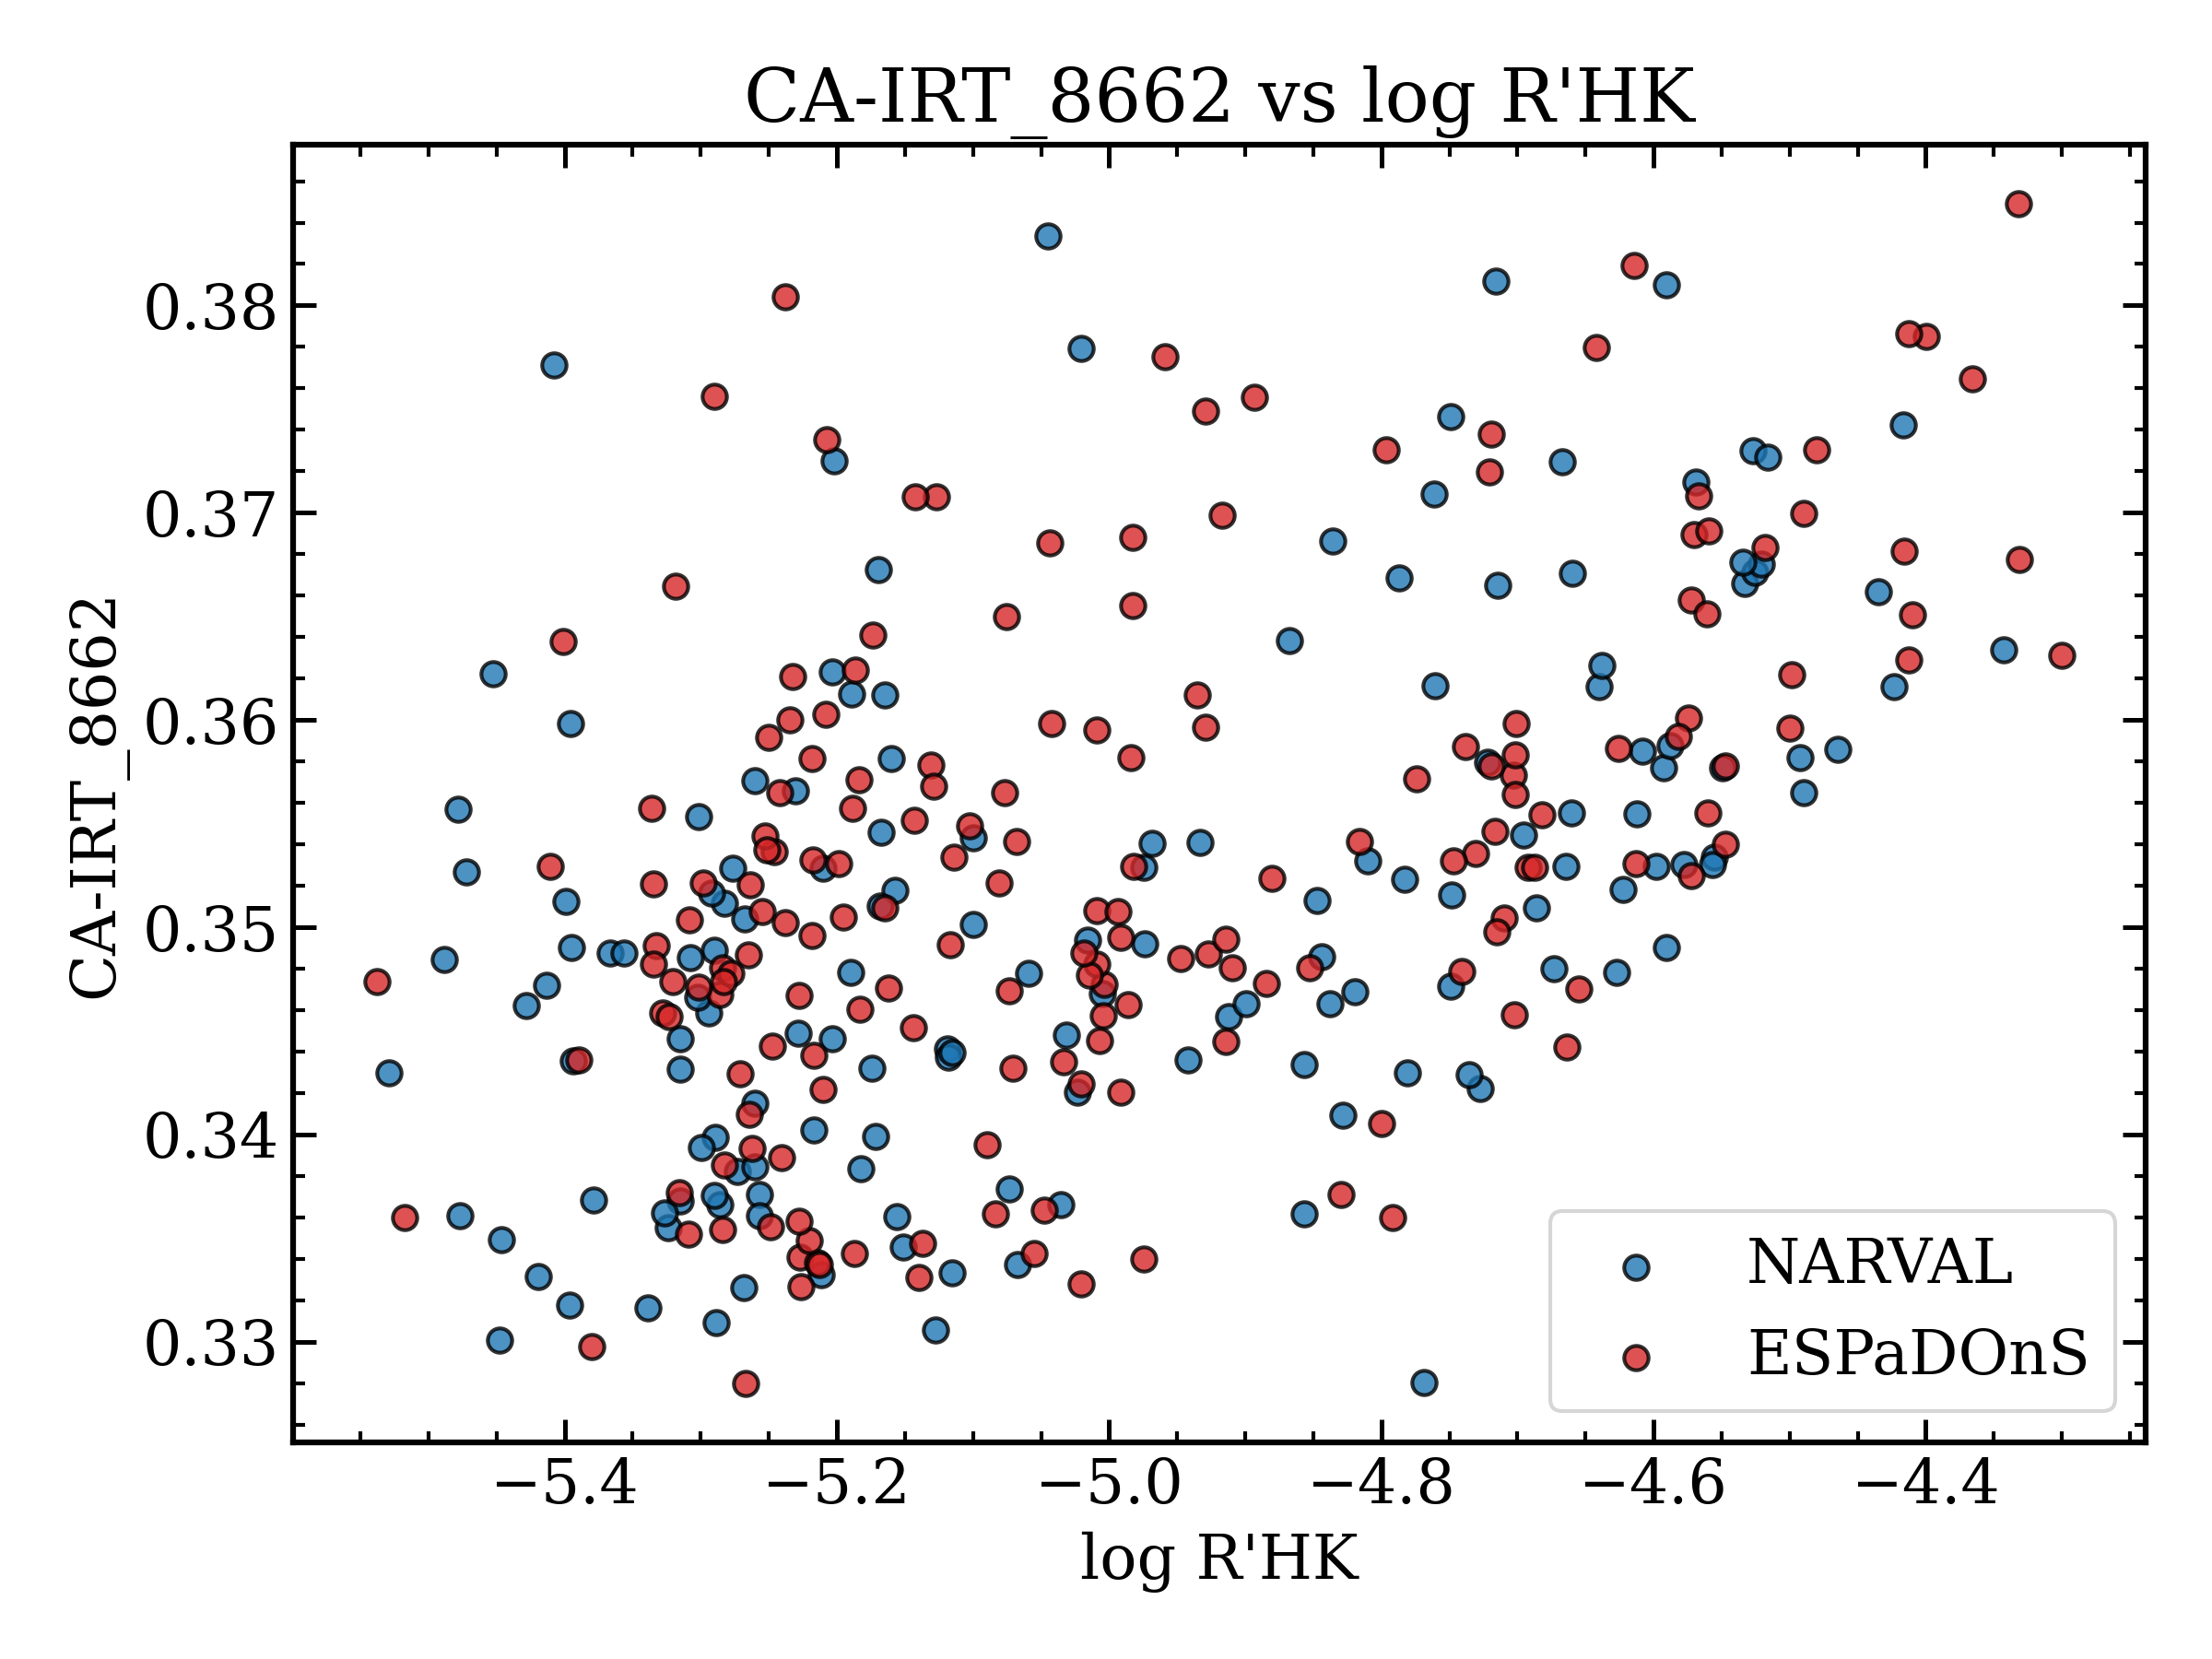 CA-IRT_8662 vs log R'HK
0.38
0.37
0.36
0.35
0.34
0.33
CA-IRT_8662
−5.4 −5.2 −5.0 −4.8 −4.6 −4.4
log R'HK
NARVAL
ESPaDOnS